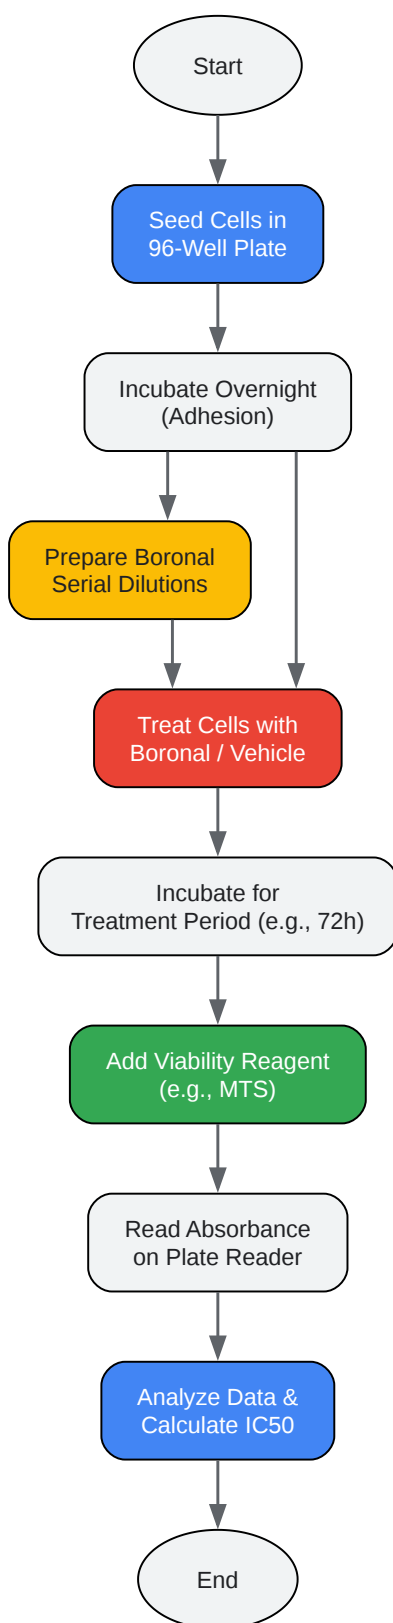 Start
Seed Cells in
96-Well Plate
Incubate Overnight
(Adhesion)
Prepare Boronal
Serial Dilutions
Treat Cells with
Boronal / Vehicle
Incubate for
Treatment Period (e.g., 72h)
Add Viability Reagent
(e.g., MTS)
Read Absorbance
on Plate Reader
Analyze Data &
Calculate IC50
End